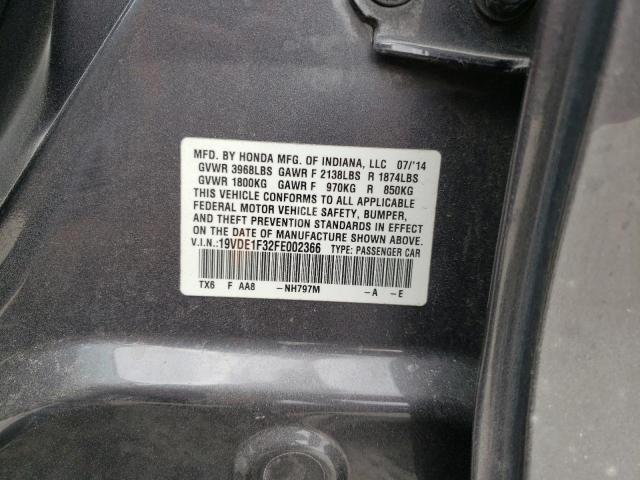 MFD. BY HONDA MFG. OF INDIANA, LLC 07/'14
GVWR 3968LBS GAWR F 2138LBS R 1874LBS
GVWR 1800KG GAWR F 970KG R 850KG
THIS VEHICLE CONFORMS TO ALL APPLICABLE
FEDERAL MOTOR VEHICLE SAFETY, BUMPER,
AND THEFT PREVENTION STANDARDS IN EFFECT
ON THE DATE OF MANUFACTURE SHOWN ABOVE.
V.I.N.:19VDE1F32FE002366 TYPE: PASSENGER CAR
TX6 F AA8 –NH797M –A –E